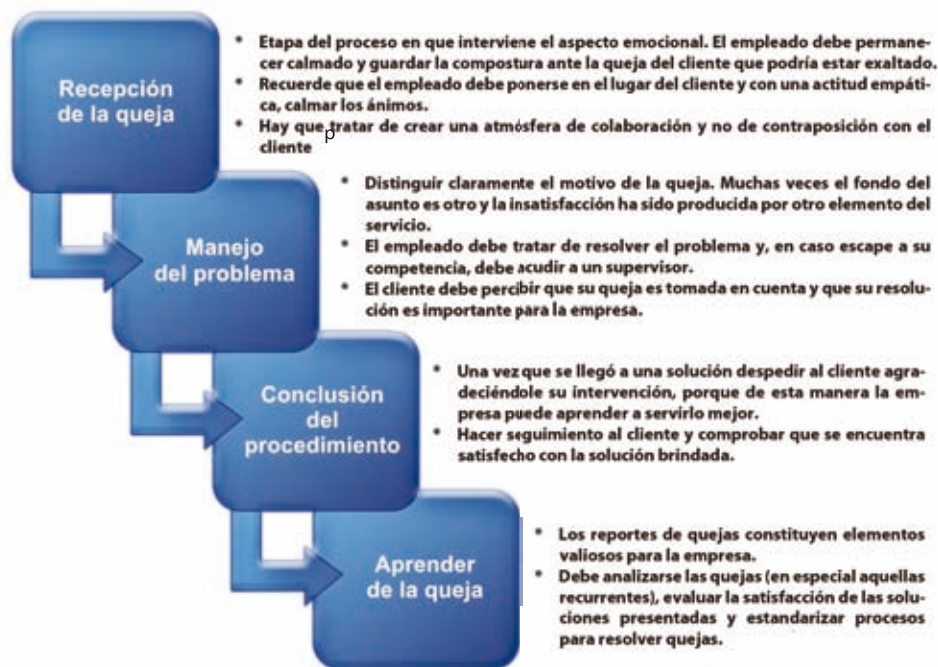 Recepción
de la queja
* Etapa del proceso en que interviene el aspecto emocional. El empleado debe permane-
cer calmado y guardar la compostura ante la queja del cliente que podría estar exaltado.
* Recuerde que el empleado debe ponerse en el lugar del cliente y con una actitud empáti-
ca, calmar los ánimos.
* Hay que tratar de crear una atmósfera de colaboración y no de contraposición con el
cliente
p
Manejo
del problema
* Distinguir claramente el motivo de la queja. Muchas veces el fondo del
asunto es otro y la insatisfacción ha sido producida por otro elemento del
servicio.
* El empleado debe tratar de resolver el problema y, en caso escape a su
competencia, debe acudir a un supervisor.
* El cliente debe percibir que su queja es tomada en cuenta y que su resolu-
ción es importante para la empresa.
Conclusión
del
procedimiento
* Una vez que se llegó a una solución despedir al cliente agra-
deciéndole su intervención, porque de esta manera la em-
presa puede aprender a servirlo mejor.
* Hacer seguimiento al cliente y comprobar que se encuentra
satisfecho con la solución brindada.
Aprender
de la queja
* Los reportes de quejas constituyen elementos
valiosos para la empresa.
* Debe analizarse las quejas (en especial aquellas
recurrentes), evaluar la satisfacción de las solu-
ciones presentadas y estandarizar procesos
para resolver quejas.